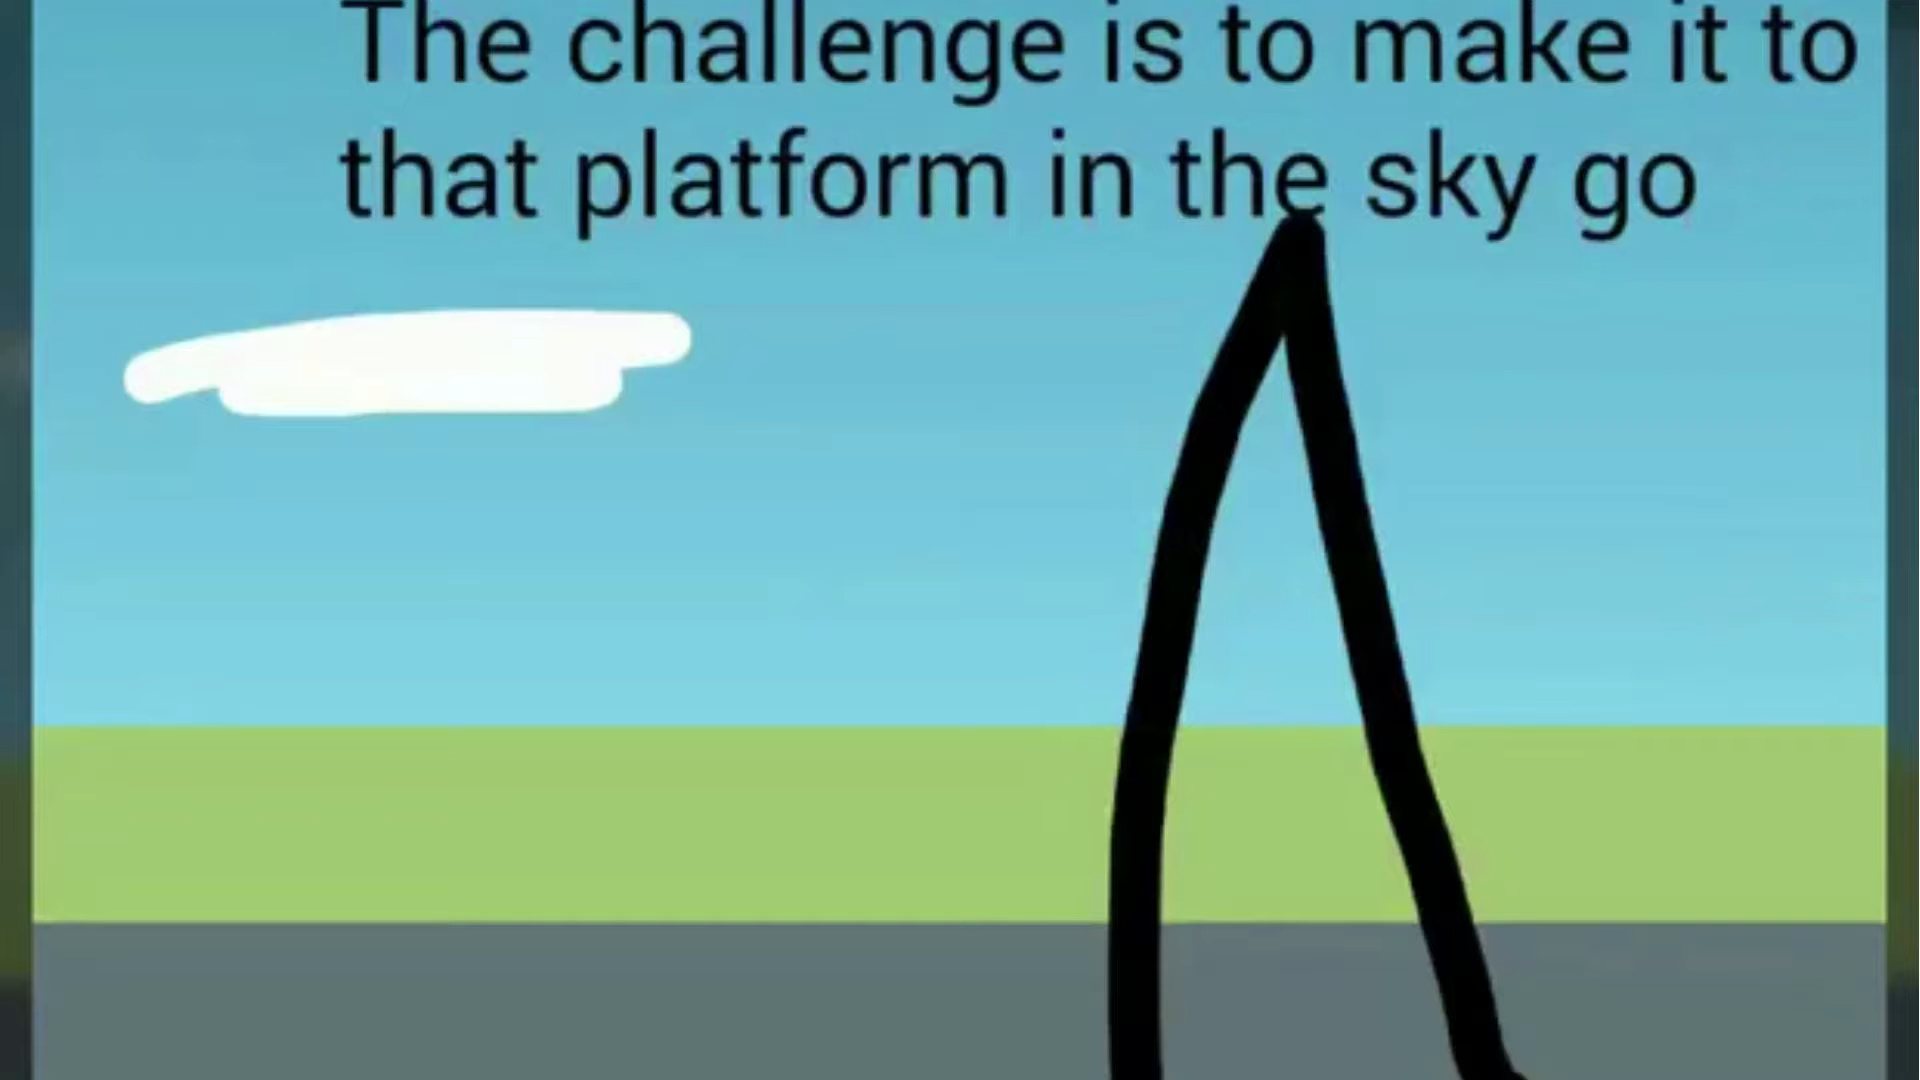 The challenge is to make it to
that platform in the sky go